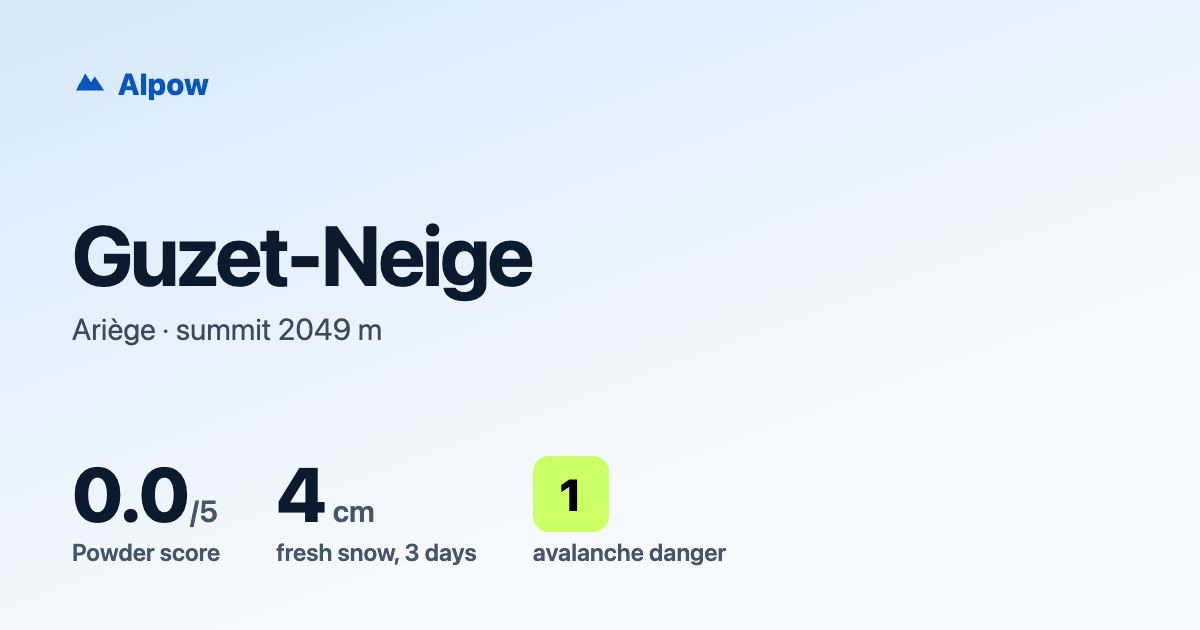 Alpow
Guzet-Neige
Ariège · summit 2049 m
0.0/5
Powder score
4 cm
fresh snow, 3 days
1
avalanche danger